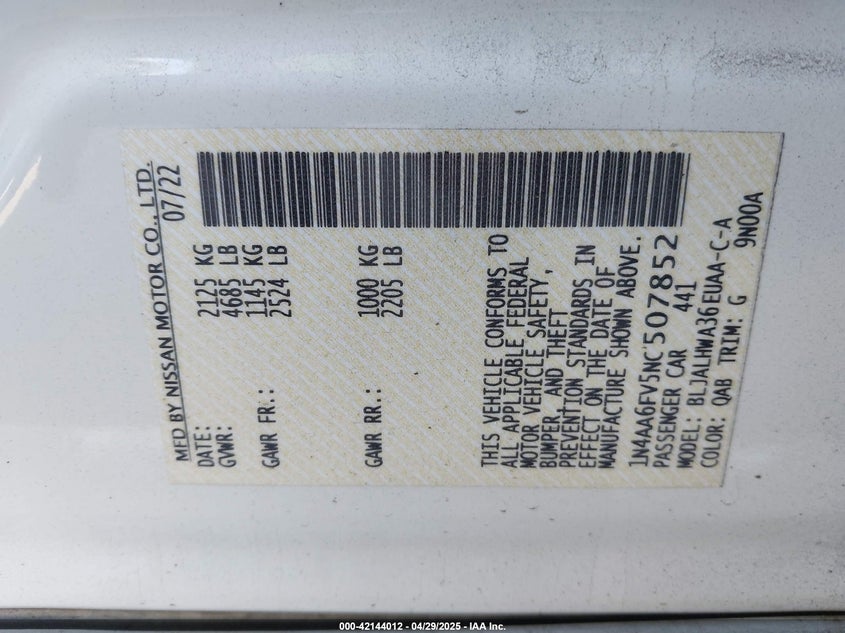 MFD BY NISSAN MOTOR CO., LTD.
DATE: 07/22
GVWR: 2125 KG
4685 LB
GAWR FR.: 1145 KG
2524 LB
GAWR RR.: 1000 KG
2205 LB
THIS VEHICLE CONFORMS TO
ALL APPLICABLE FEDERAL
MOTOR VEHICLE SAFETY,
BUMPER, AND THEFT
PREVENTION STANDARDS IN
EFFECT ON THE DATE OF
MANUFACTURE SHOWN ABOVE.
1N4AA6FV5NC507852
PASSENGER CAR 441
MODEL: BLJALHWA36EUAA-C-A
COLOR: QAB TRIM: G 9N00A
000-42144012 - 04/29/2025 - IAA Inc.